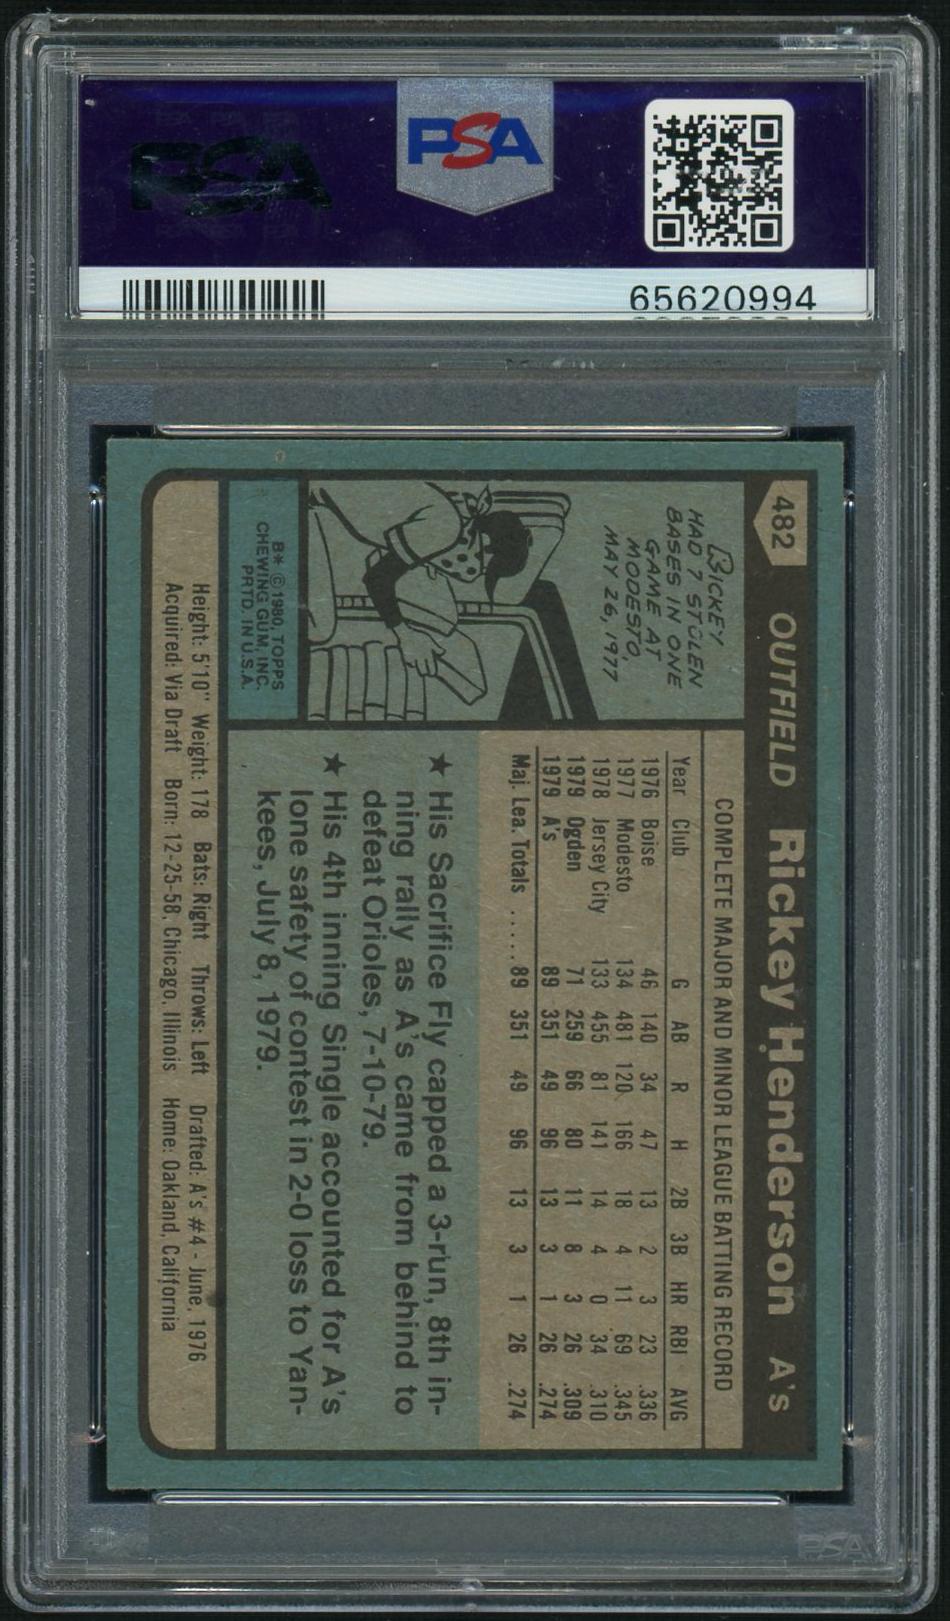 PSA
PSA
65620994
482 OUTFIELD Rickey Henderson A's
RICKEY
HAD 7 STOLEN
BASES IN ONE
GAME AT
MODESTO,
MAY 26, 1977
B* © 1980, TOPPS
CHEWING GUM, INC.
PRTD. IN U.S.A.
COMPLETE MAJOR AND MINOR LEAGUE BATTING RECORD
Year Club G AB R H 2B 3B HR RBI AVG
1976 Boise 46 140 34 47 13 2 3 23 .336
1977 Modesto 134 481 120 166 18 4 11 69 .345
1978 Jersey City 133 455 81 141 14 4 0 34 .310
1979 Ogden 71 259 66 80 11 8 3 26 .309
1979 A's 89 351 49 96 13 3 1 26 .274
Maj. Lea. Totals ...... 89 351 49 96 13 3 1 26 .274
★ His Sacrifice Fly capped a 3-run, 8th in-
ning rally as A's came from behind to
defeat Orioles, 7-10-79.
★ His 4th inning Single accounted for A's
lone safety of contest in 2-0 loss to Yan-
kees, July 8, 1979.
Height: 5'10" Weight: 178 Bats: Right Throws: Left Drafted: A's #4 - June, 1976
Acquired: Via Draft Born: 12-25-58, Chicago, Illinois Home: Oakland, California
PSA